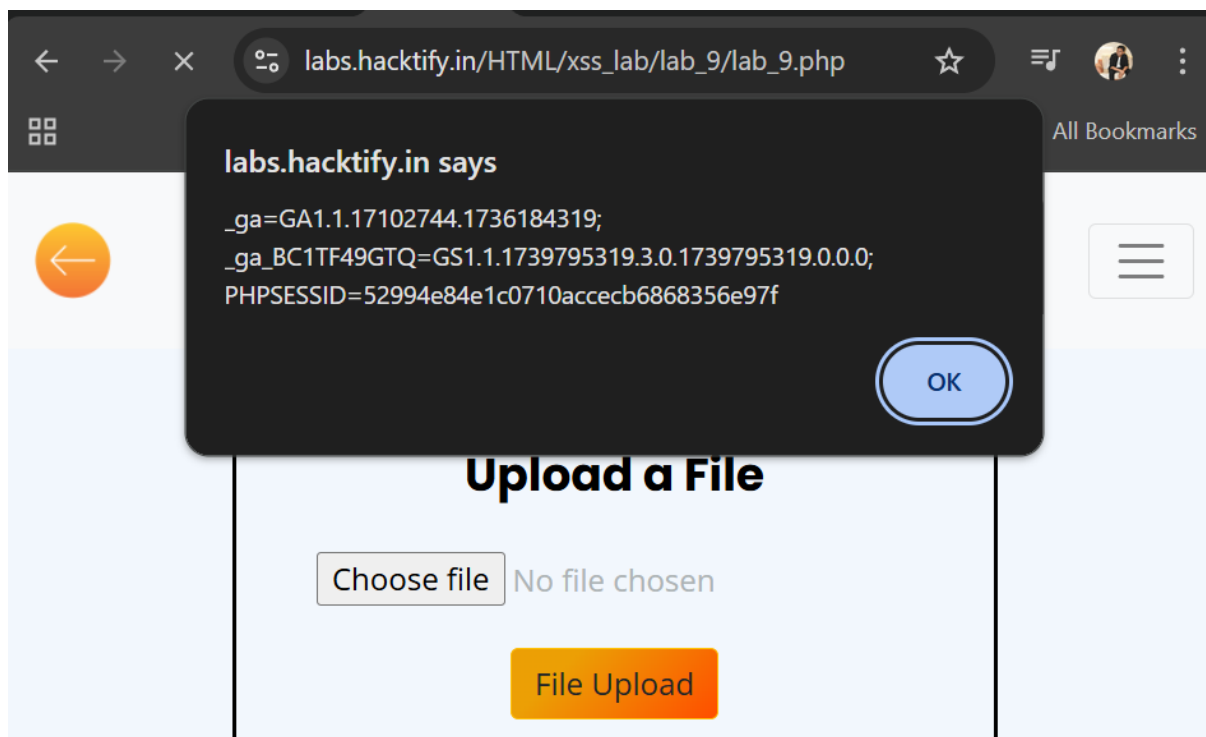 labs.hacktify.in/HTML/xss_lab/lab_9/lab_9.php
All Bookmarks
labs.hacktify.in says
_ga=GA1.1.17102744.1736184319;
_ga_BC1TF49GTQ=GS1.1.1739795319.3.0.1739795319.0.0.0;
PHPSESSID=52994e84e1c0710accecb6868356e97f
OK
Upload a File
Choose file No file chosen
File Upload